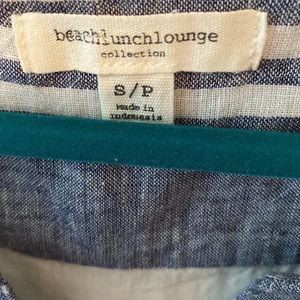 beachlunchlounge
collection
S/P
Made in
Indonesia